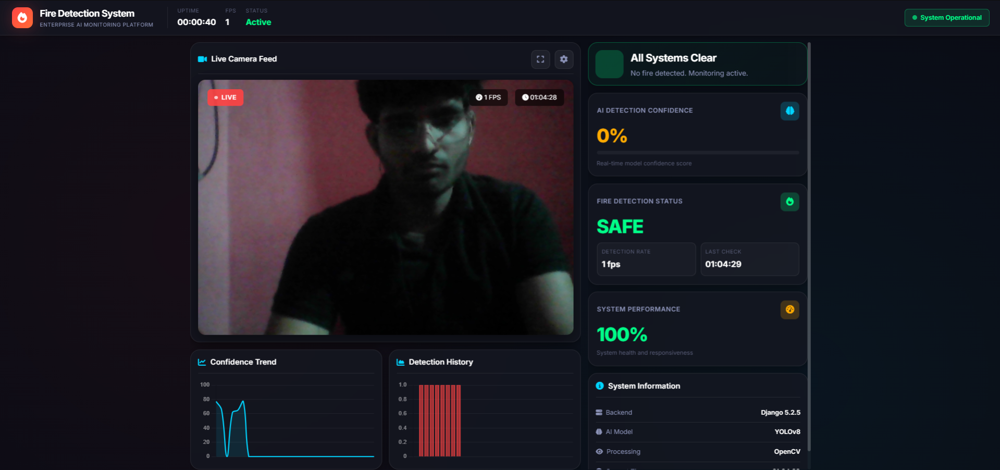 Fire Detection System
ENTERPRISE AI MONITORING PLATFORM
UPTIME
00:00:40
FPS
1
STATUS
Active
System Operational
Live Camera Feed
LIVE
1 FPS
01:04:28
Confidence Trend
100
80
60
40
20
0
Detection History
1.0
0.8
0.6
0.4
0.2
0
All Systems Clear
No fire detected. Monitoring active.
AI DETECTION CONFIDENCE
0%
Real-time model confidence score
FIRE DETECTION STATUS
SAFE
DETECTION RATE
1 fps
LAST CHECK
01:04:29
SYSTEM PERFORMANCE
100%
System health and responsiveness
System Information
Backend
Django 5.2.5
AI Model
YOLOv8
Processing
OpenCV